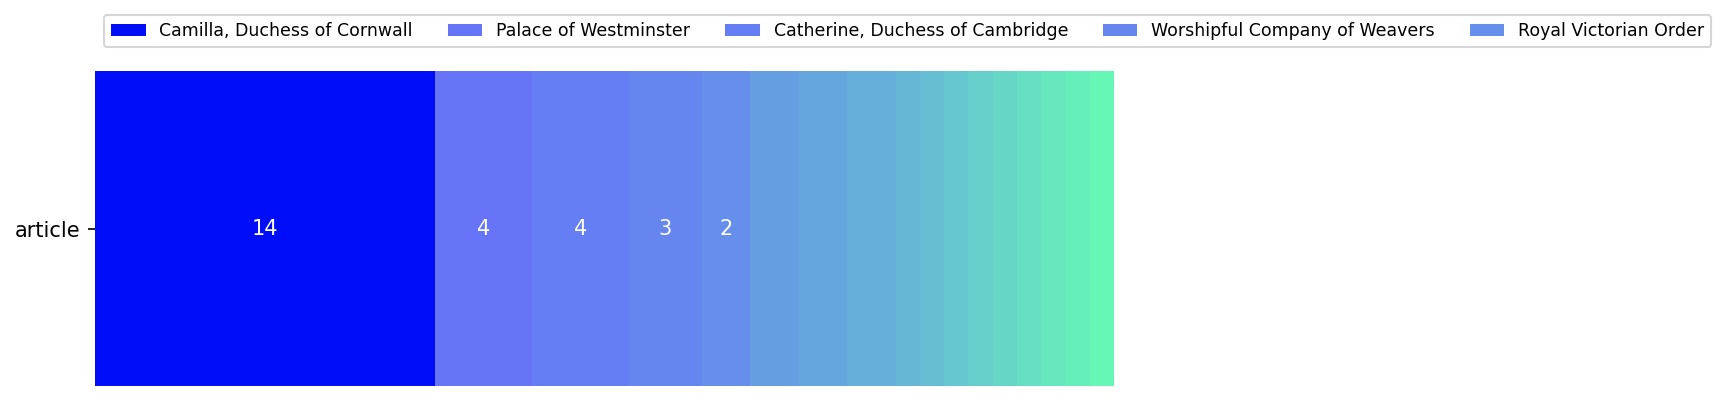 Camilla, Duchess of Cornwall Palace of Westminster Catherine, Duchess of Cambridge Worshipful Company of Weavers Royal Victorian Order
article 14 4 4 3 2